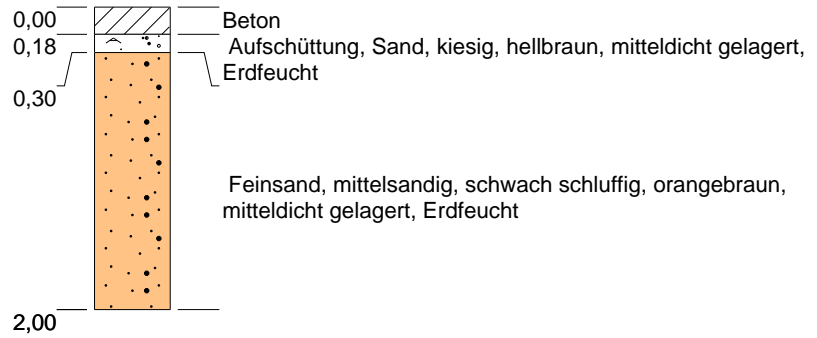 0,00 Beton
0,18 Aufschüttung, Sand, kiesig, hellbraun, mitteldicht gelagert,
Erdfeucht
0,30
Feinsand, mittelsandig, schwach schluffig, orangebraun,
mitteldicht gelagert, Erdfeucht
2,00